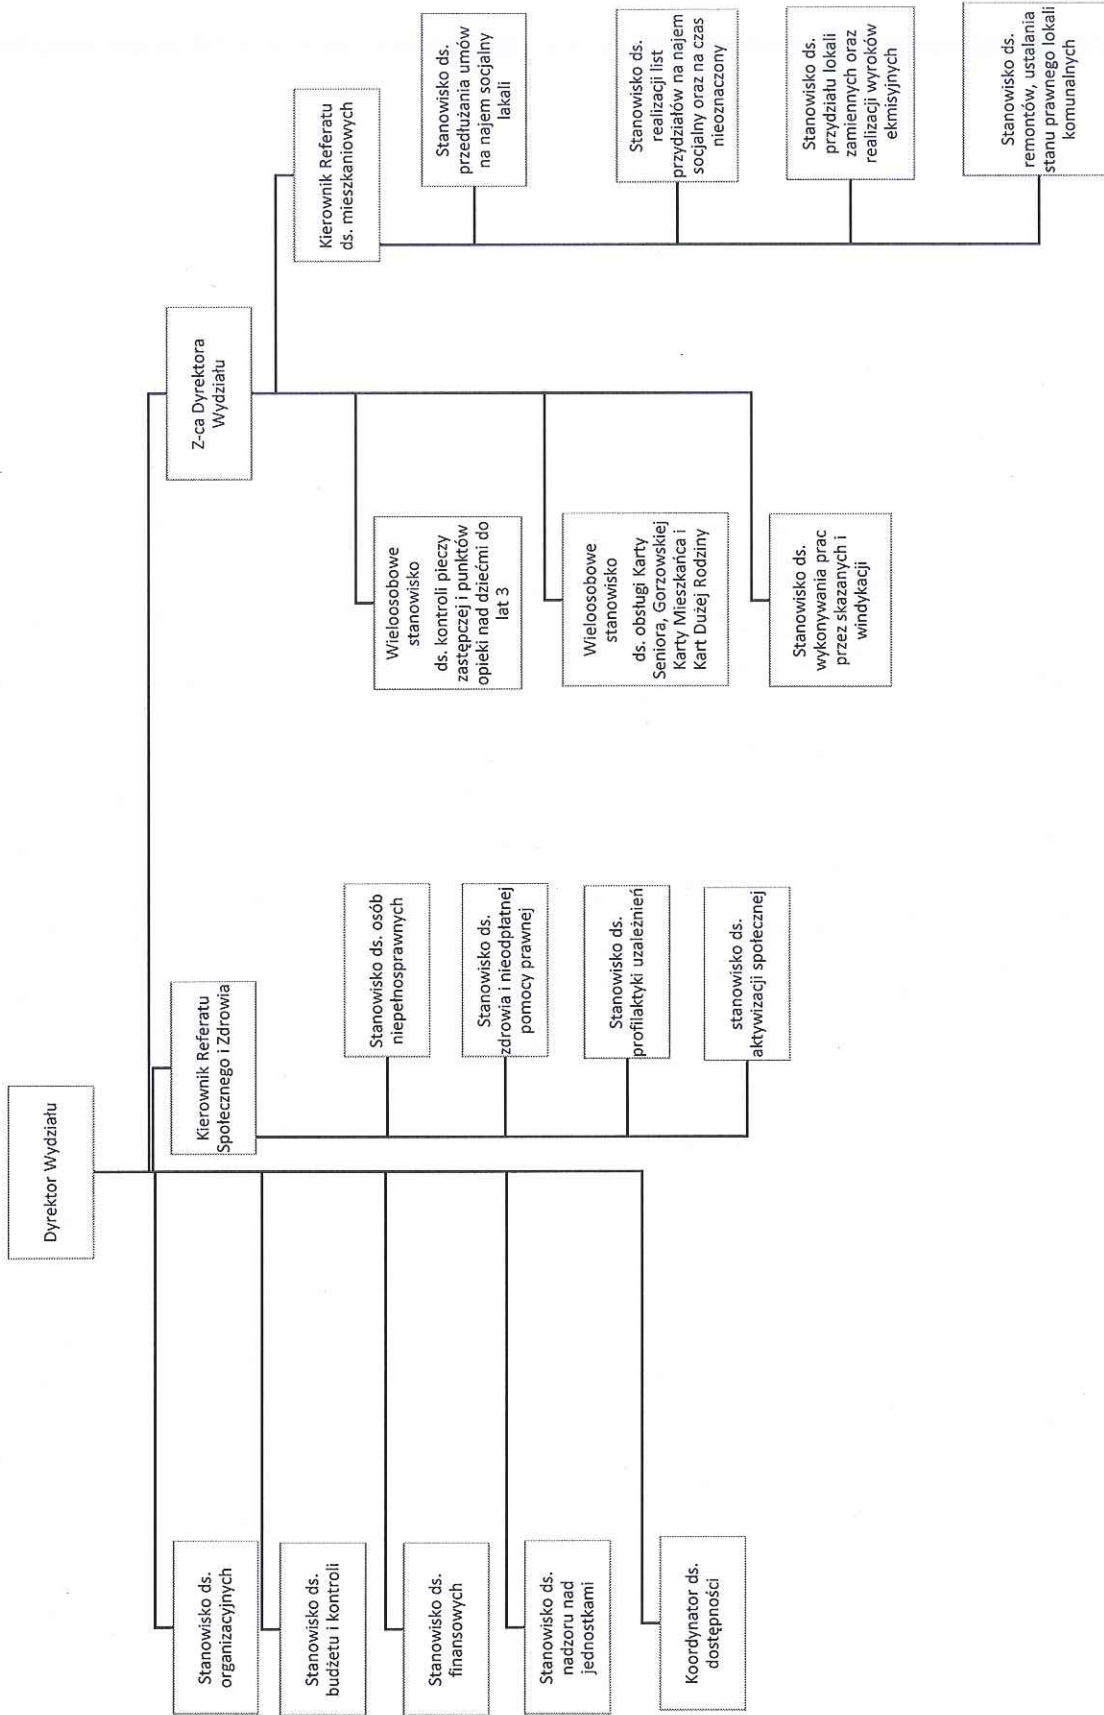 Dyrektor Wydziału
Stanowisko ds.
organizacyjnych
Stanowisko ds.
budżetu i kontroli
Stanowisko ds.
finansowych
Stanowisko ds.
nadzoru nad
jednostkami
Koordynator ds.
dostępności
Kierownik Referatu
Społecznego i Zdrowia
Stanowisko ds. osób
niepełnosprawnych
Stanowisko ds.
zdrowia i nieodpłatnej
pomocy prawnej
Stanowisko ds.
profilaktyki uzależnień
stanowisko ds.
aktywizacji społecznej
Z-ca Dyrektora
Wydziału
Wieloosobowe
stanowisko
ds. kontroli pieczy
zastępczej i punktów
opieki nad dziećmi do
lat 3
Wieloosobowe
stanowisko
ds. obsługi Karty
Seniora, Gorzowskiej
Karty Mieszkańca i
Kart Dużej Rodziny
Stanowisko ds.
wykonywania prac
przez skazanych i
windykacji
Kierownik Referatu
ds. mieszkaniowych
Stanowisko ds.
przedłużania umów
na najem socjalny
lakali
Stanowisko ds.
realizacji list
przydziałów na najem
socjalny oraz na czas
nieoznaczony
Stanowisko ds.
przydziału lokali
zamiennych oraz
realizacji wyroków
ekmisyjnych
Stanowisko ds.
remontów, ustalania
stanu prawnego lokali
komunalnych